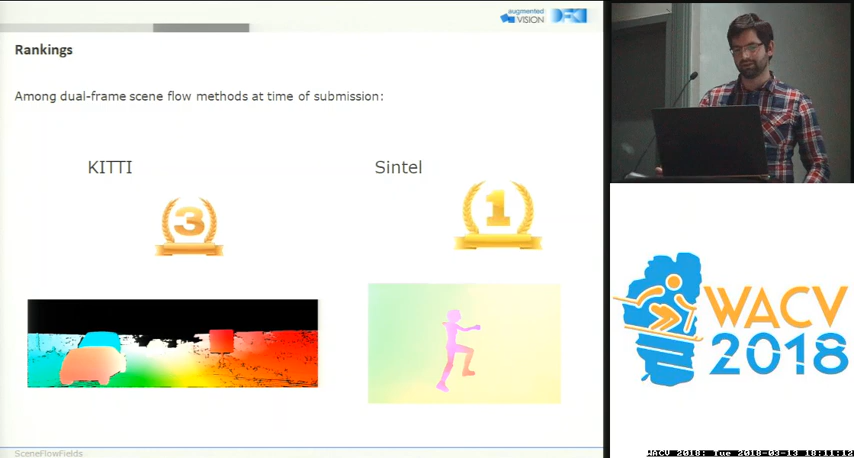 augmented
VISION
Rankings
Among dual-frame scene flow methods at time of submission:
KITTI
Sintel
3
1
WACV
2018
SceneFlowFields
WACV 2018: Tue 2018-03-13 18:11:12